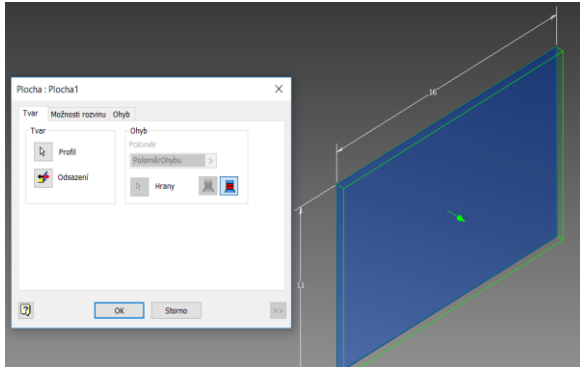 Plocha : Plocha1
Tvar
Možnosti rozvinu
Ohyb
Tvar
Profil
Odsazení
Ohyb
Poloměr
PoloměrOhybu
Hrany
OK
Storno
>>
16
11